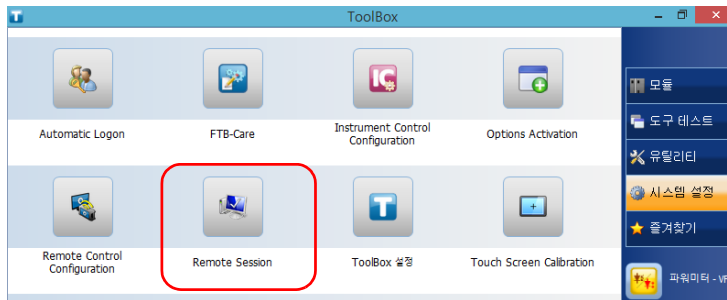 ToolBox
Automatic Logon
FTB-Care
Instrument Control
Configuration
Options Activation
Remote Control
Configuration
Remote Session
ToolBox 설정
Touch Screen Calibration
모듈
도구 테스트
유틸리티
시스템 설정
즐겨찾기
파워미터 -